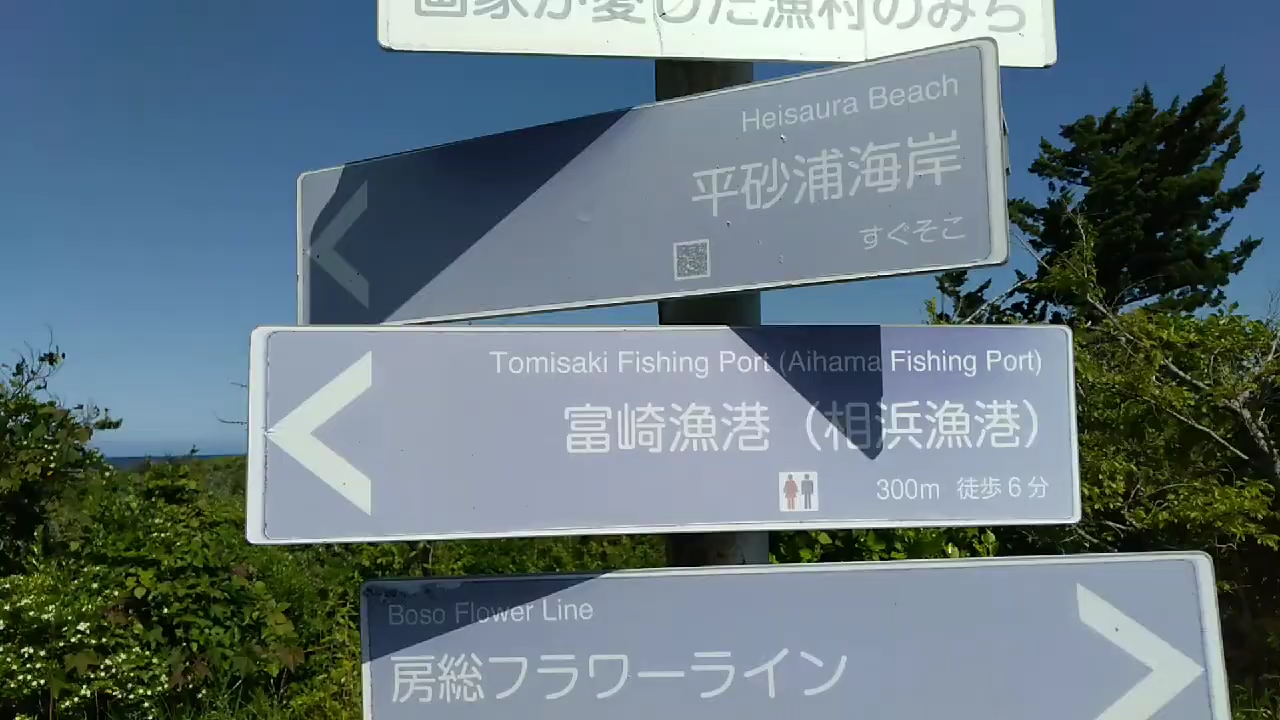 画家が愛した漁村のみち
Heisaura Beach
平砂浦海岸
すぐそこ
Tomisaki Fishing Port (Aihama Fishing Port)
富崎漁港（相浜漁港）
300m 徒歩6分
Boso Flower Line
房総フラワーライン